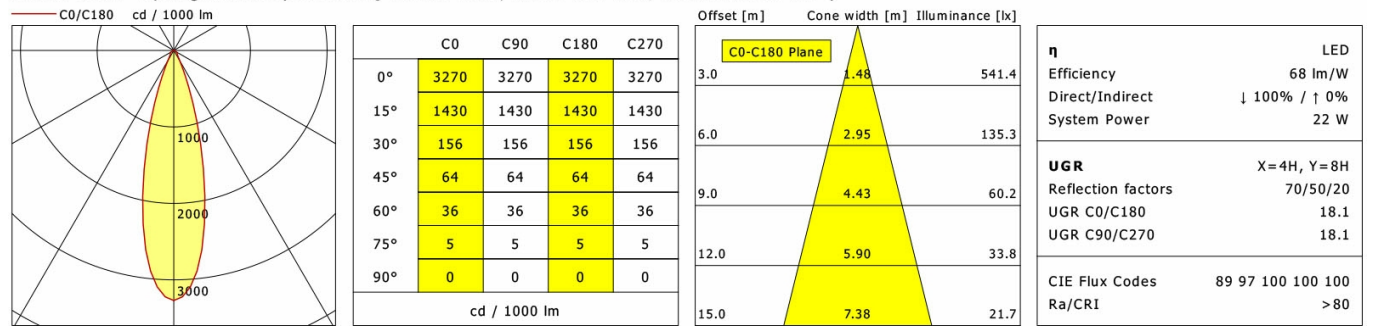 C0/C180 cd / 1000 lm
1000
2000
3000
C0 C90 C180 C270
0° 3270 3270 3270 3270
15° 1430 1430 1430 1430
30° 156 156 156 156
45° 64 64 64 64
60° 36 36 36 36
75° 5 5 5 5
90° 0 0 0 0
cd / 1000 lm
Offset [m] Cone width [m] Illuminance [lx]
C0-C180 Plane
3.0 1.48 541.4
6.0 2.95 135.3
9.0 4.43 60.2
12.0 5.90 33.8
15.0 7.38 21.7
η LED
Efficiency 68 lm/W
Direct/Indirect ↓ 100% / ↑ 0%
System Power 22 W
UGR X=4H, Y=8H
Reflection factors 70/50/20
UGR C0/C180 18.1
UGR C90/C270 18.1
CIE Flux Codes 89 97 100 100 100
Ra/CRI >80